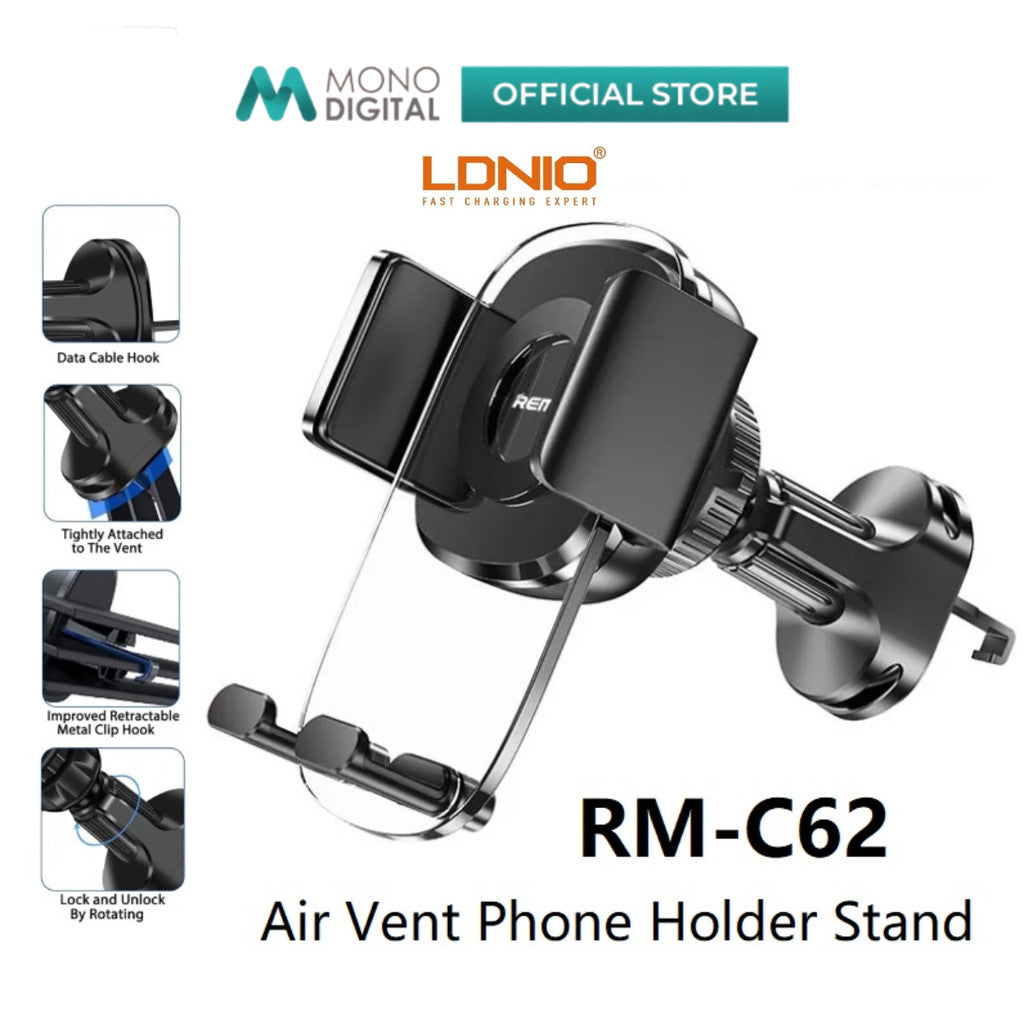 MONO
DIGITAL
OFFICIAL STORE
LDNIO®
FAST CHARGING EXPERT
Data Cable Hook
Tightly Attached
to The Vent
Improved Retractable
Metal Clip Hook
Lock and Unlock
By Rotating
REM
RM-C62
Air Vent Phone Holder Stand